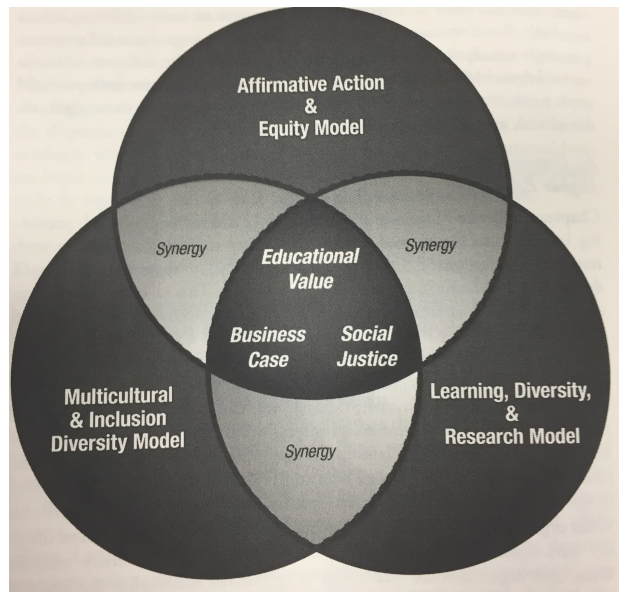 Affirmative Action
&
Equity Model
Synergy
Synergy
Educational
Value
Business
Case
Social
Justice
Multicultural
& Inclusion
Diversity Model
Learning, Diversity,
&
Research Model
Synergy